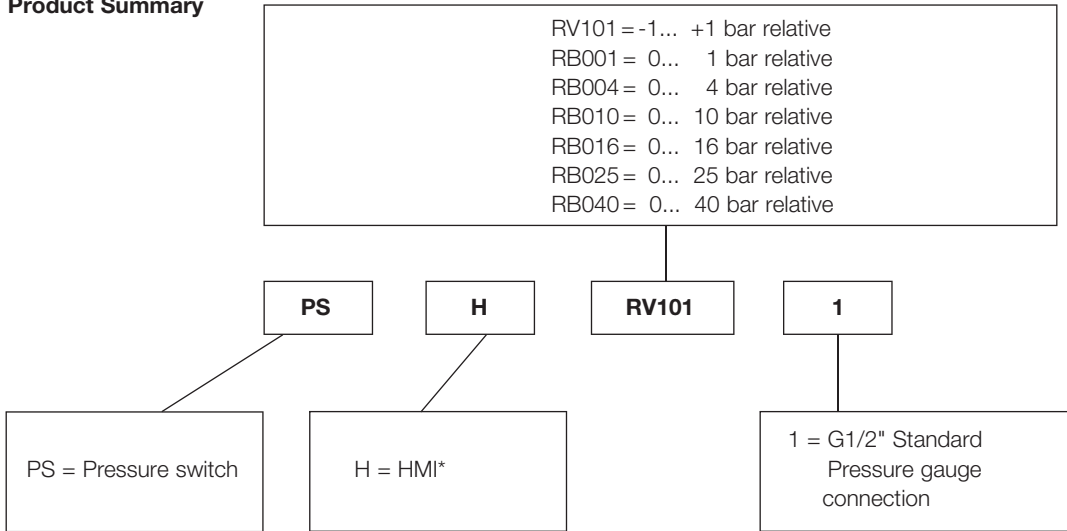 Product Summary
RV101 = -1... +1 bar relative
RB001 = 0... 1 bar relative
RB004 = 0... 4 bar relative
RB010 = 0... 10 bar relative
RB016 = 0... 16 bar relative
RB025 = 0... 25 bar relative
RB040 = 0... 40 bar relative
PS H RV101 1
PS = Pressure switch
H = HMI*
1 = G1/2" Standard
Pressure gauge
connection